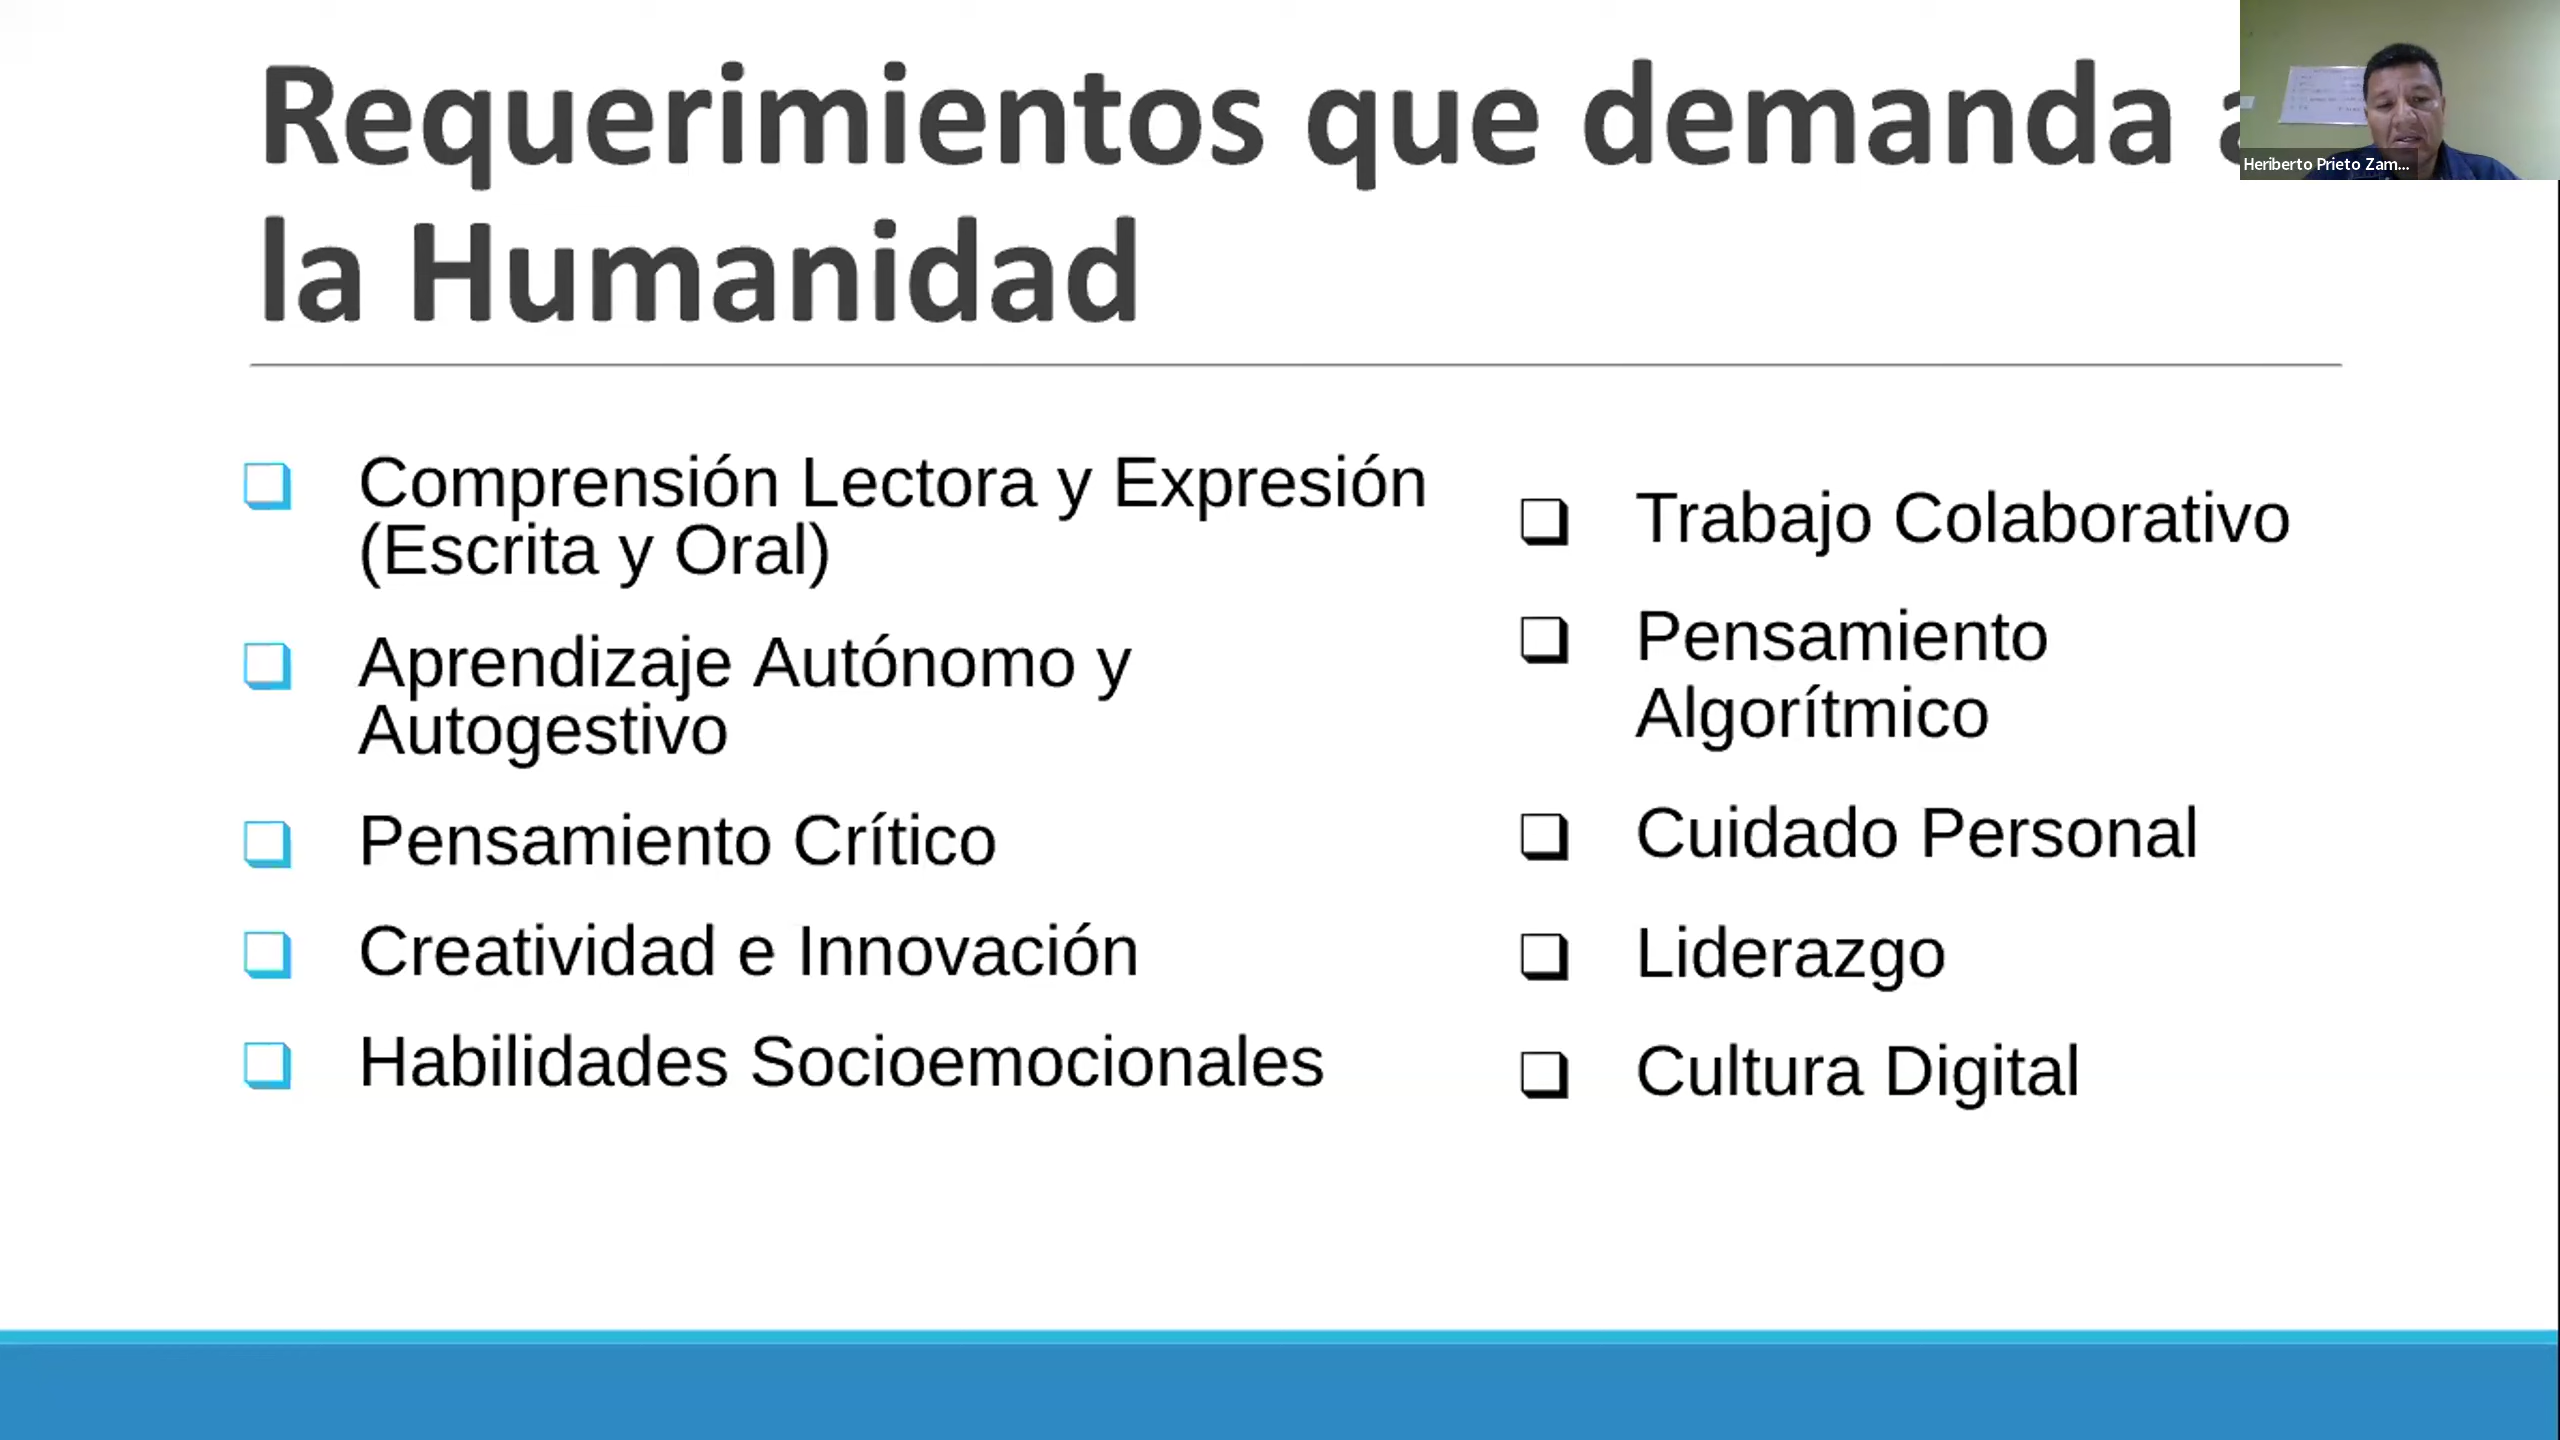 Requerimientos que demanda a
la Humanidad
Heriberto Prieto Zam...
Comprensión Lectora y Expresión
(Escrita y Oral)
Aprendizaje Autónomo y
Autogestivo
Pensamiento Crítico
Creatividad e Innovación
Habilidades Socioemocionales
Trabajo Colaborativo
Pensamiento
Algorítmico
Cuidado Personal
Liderazgo
Cultura Digital